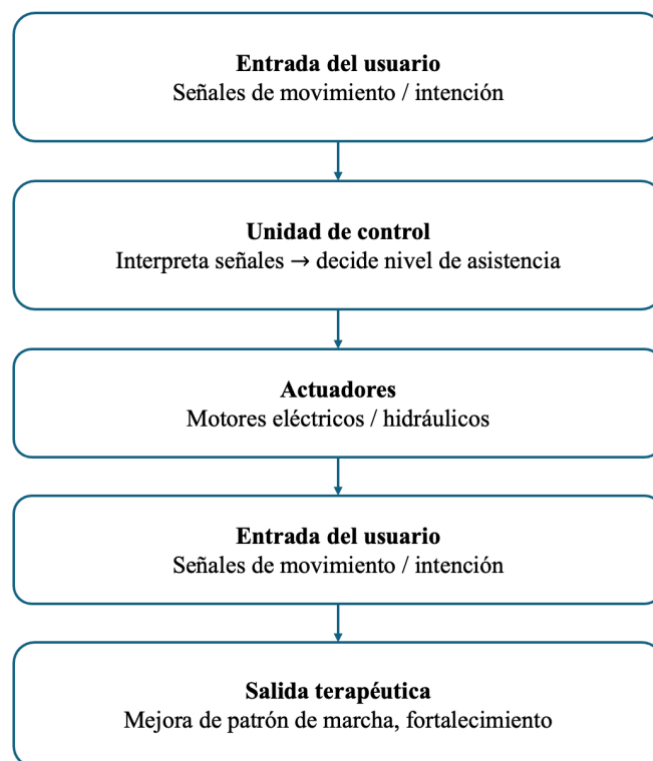 Entrada del usuario
Señales de movimiento / intención
Unidad de control
Interpreta señales → decide nivel de asistencia
Actuadores
Motores eléctricos / hidráulicos
Entrada del usuario
Señales de movimiento / intención
Salida terapéutica
Mejora de patrón de marcha, fortalecimiento